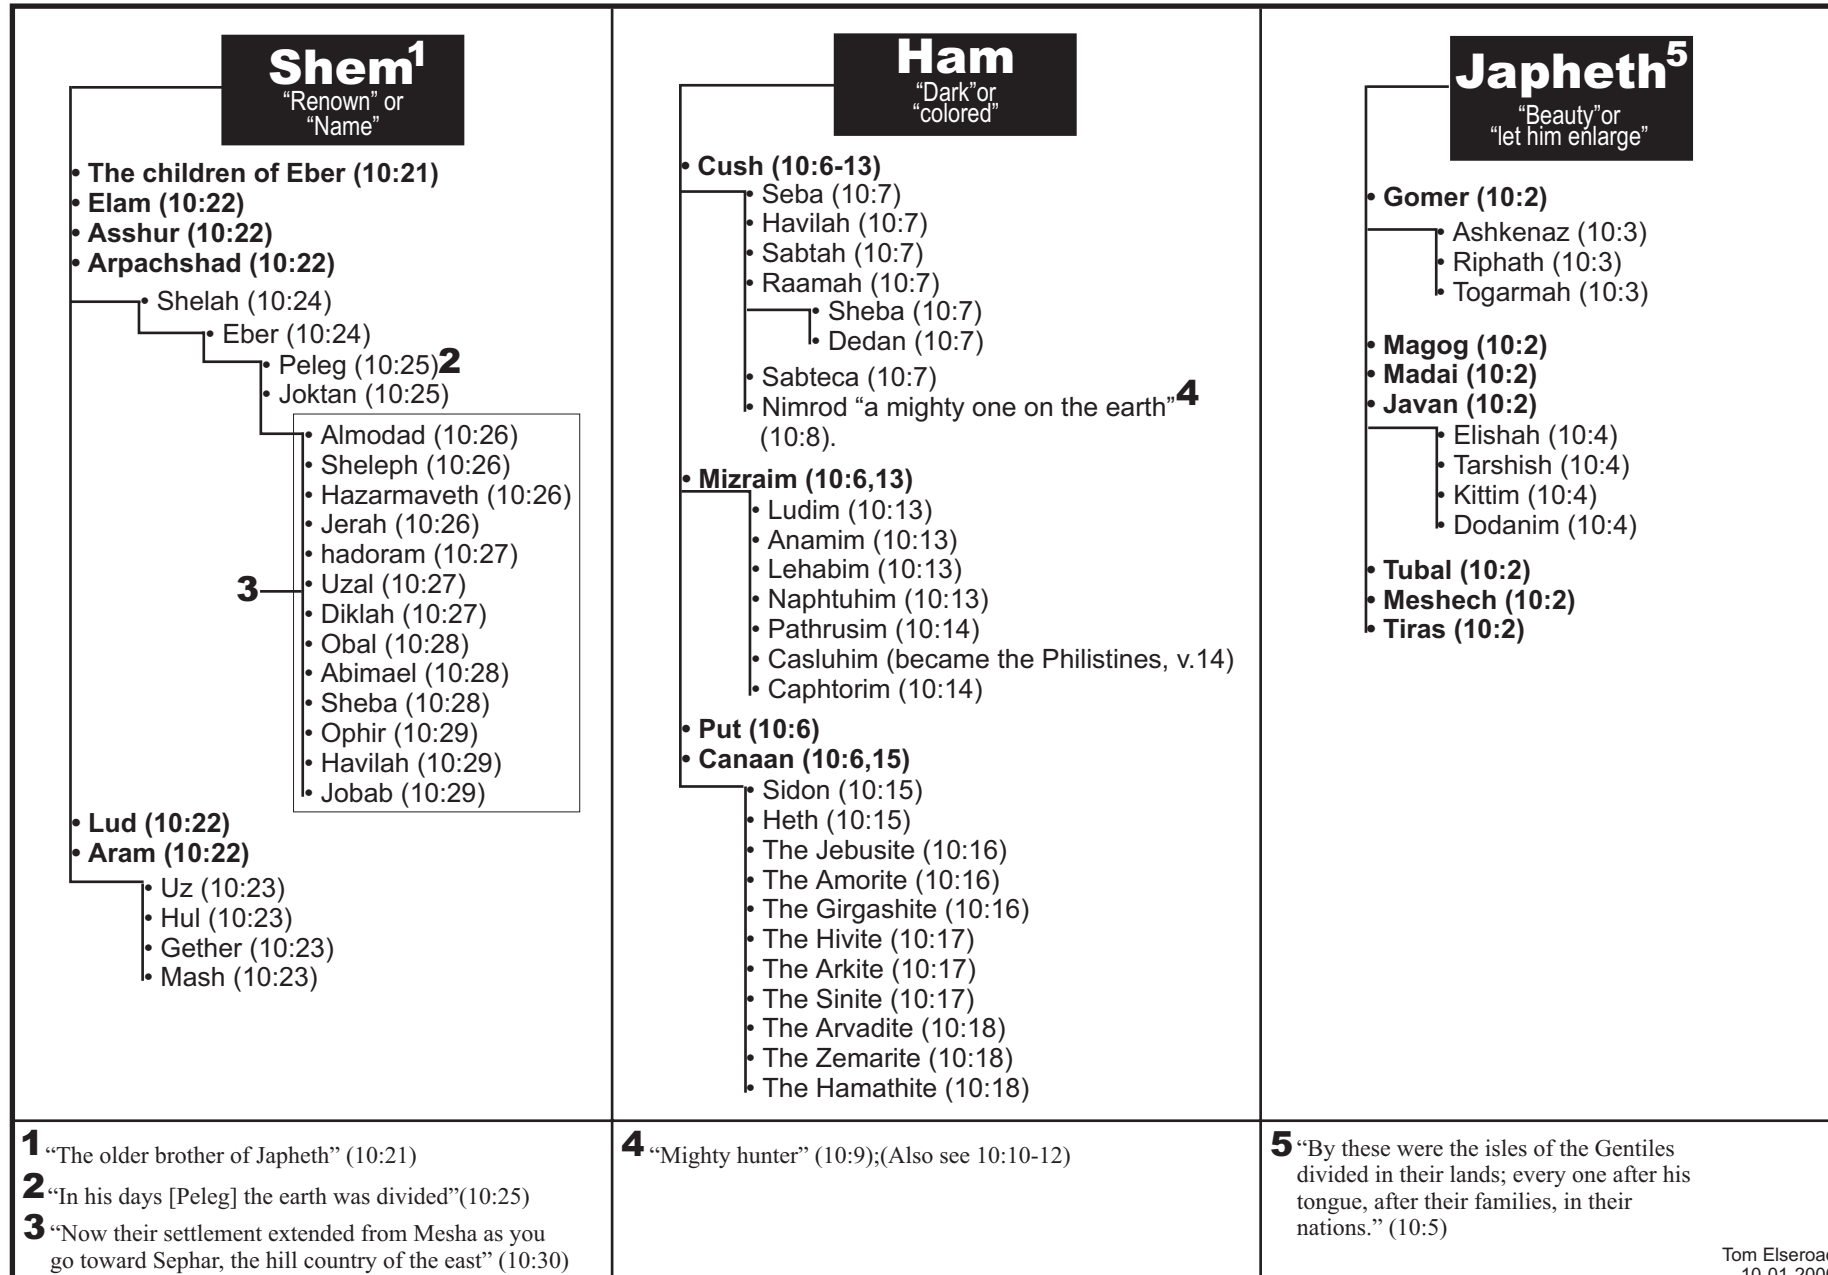 Shem1
“Renown” or
“Name”
• The children of Eber (10:21)
• Elam (10:22)
• Asshur (10:22)
• Arpachshad (10:22)
• Shelah (10:24)
• Eber (10:24)
• Peleg (10:25)2
• Joktan (10:25)
• Almodad (10:26)
• Sheleph (10:26)
• Hazarmaveth (10:26)
• Jerah (10:26)
• hadoram (10:27)
3
• Uzal (10:27)
• Diklah (10:27)
• Obal (10:28)
• Abimael (10:28)
• Sheba (10:28)
• Ophir (10:29)
• Havilah (10:29)
• Jobab (10:29)
• Lud (10:22)
• Aram (10:22)
• Uz (10:23)
• Hul (10:23)
• Gether (10:23)
• Mash (10:23)
1 “The older brother of Japheth” (10:21)
2 “In his days [Peleg] the earth was divided”(10:25)
3 “Now their settlement extended from Mesha as you
go toward Sephar, the hill country of the east” (10:30)
Ham
“Dark”or
“colored”
• Cush (10:6-13)
• Seba (10:7)
• Havilah (10:7)
• Sabtah (10:7)
• Raamah (10:7)
• Sheba (10:7)
• Dedan (10:7)
• Sabteca (10:7)
• Nimrod “a mighty one on the earth”4
(10:8).
• Mizraim (10:6,13)
• Ludim (10:13)
• Anamim (10:13)
• Lehabim (10:13)
• Naphtuhim (10:13)
• Pathrusim (10:14)
• Casluhim (became the Philistines, v.14)
• Caphtorim (10:14)
• Put (10:6)
• Canaan (10:6,15)
• Sidon (10:15)
• Heth (10:15)
• The Jebusite (10:16)
• The Amorite (10:16)
• The Girgashite (10:16)
• The Hivite (10:17)
• The Arkite (10:17)
• The Sinite (10:17)
• The Arvadite (10:18)
• The Zemarite (10:18)
• The Hamathite (10:18)
4 “Mighty hunter” (10:9);(Also see 10:10-12)
Japheth5
“Beauty”or
“let him enlarge”
• Gomer (10:2)
• Ashkenaz (10:3)
• Riphath (10:3)
• Togarmah (10:3)
• Magog (10:2)
• Madai (10:2)
• Javan (10:2)
• Elishah (10:4)
• Tarshish (10:4)
• Kittim (10:4)
• Dodanim (10:4)
• Tubal (10:2)
• Meshech (10:2)
• Tiras (10:2)
5 “By these were the isles of the Gentiles
divided in their lands; every one after his
tongue, after their families, in their
nations.” (10:5)
Tom